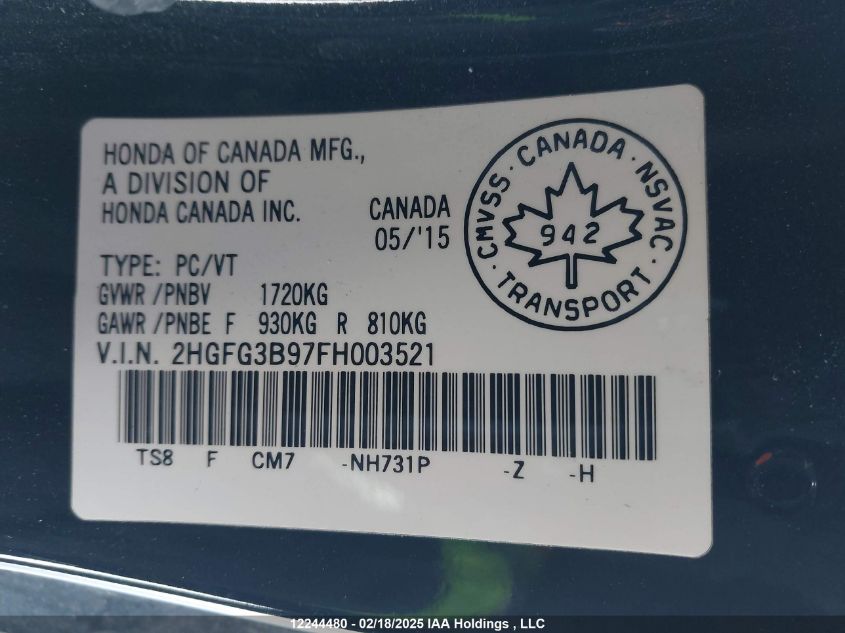 HONDA OF CANADA MFG.,
A DIVISION OF
HONDA CANADA INC.
CANADA
05/'15
TYPE: PC/VT
GVWR /PNBV 1720KG
GAWR /PNBE F 930KG R 810KG
V.I.N. 2HGFG3B97FH003521
TS8 F CM7 -NH731P -Z -H
CMVSS · CANADA · NSVAC · TRANSPORT ·
942
12244480 - 02/18/2025 IAA Holdings , LLC